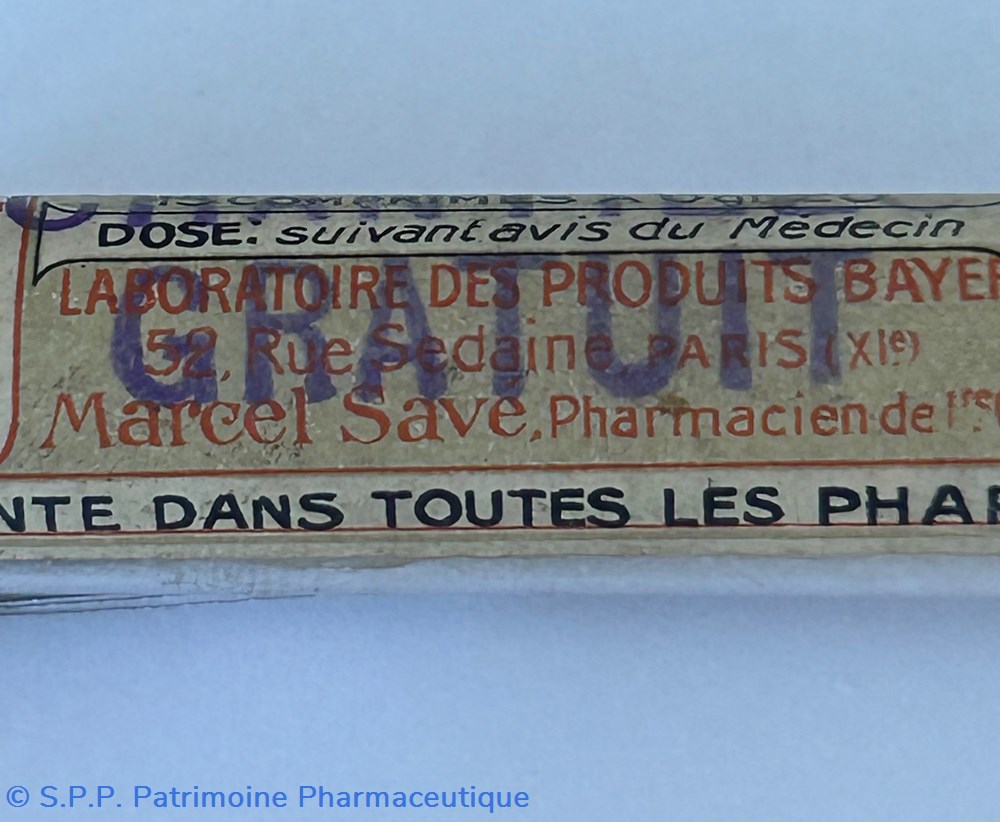 DOSE: suivant avis du Médecin
LABORATOIRE DES PRODUITS BAYER
GRATUIT
52, Rue Sedaine PARIS (XIe)
Marcel Savé, Pharmacien de 1re
NTE DANS TOUTES LES PHAR
© S.P.P. Patrimoine Pharmaceutique